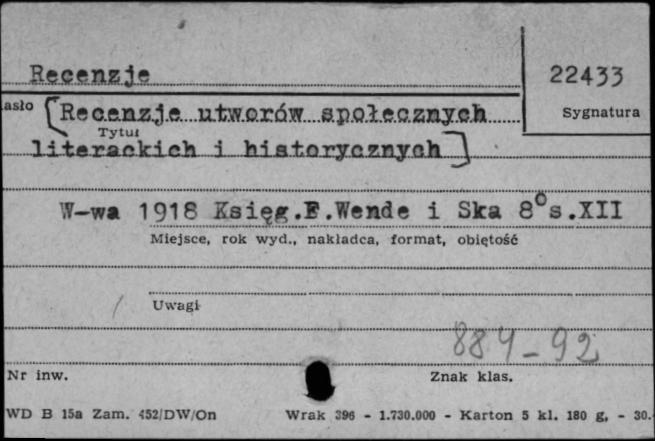 Recenzje
22433
asło [Recenzje utworów społecznych
Sygnatura
Tytuł
literackich i historycznych]
W-wa 1918 Księg.E.Wende i Ska 8° s.XII
Miejsce, rok wyd., nakładca, format, objętość
Uwagi
884-92
Nr inw.
Znak klas.
WD B 15a Zam. 452/DW/On Wrak 396 - 1.730.000 - Karton 5 kl. 180 g. - 30.